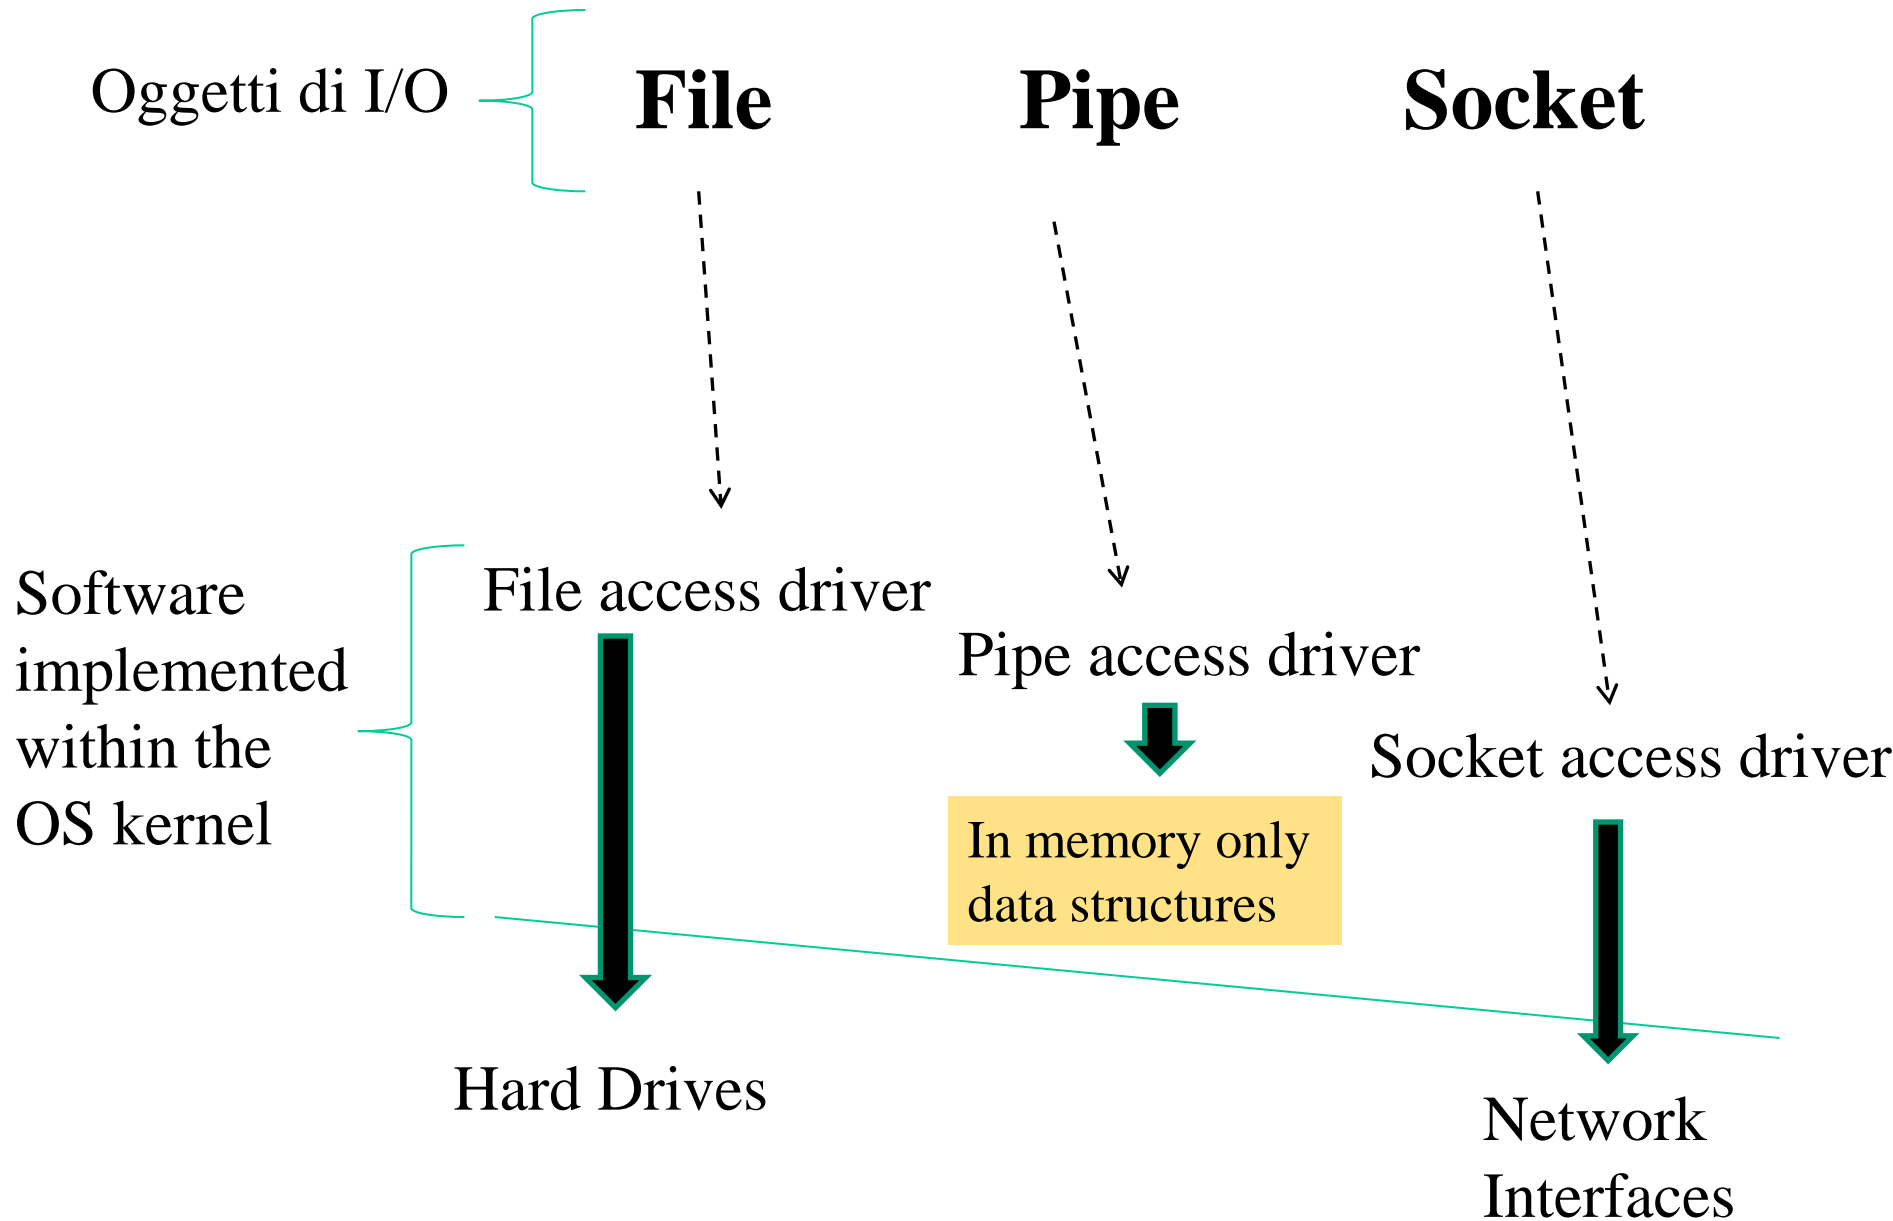 Oggetti di I/O
File
Pipe
Socket
Software
implemented
within the
OS kernel
File access driver
Pipe access driver
Socket access driver
In memory only
data structures
Hard Drives
Network
Interfaces